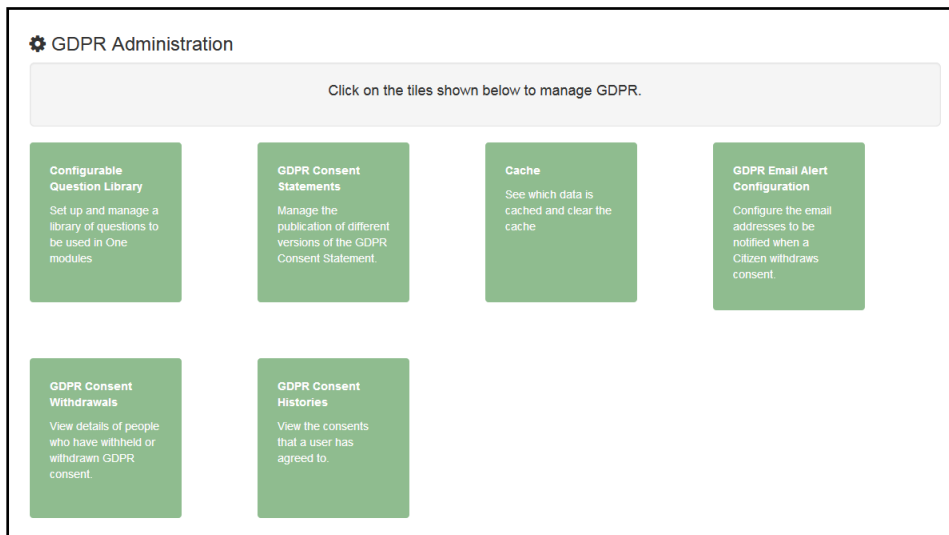 GDPR Administration
Click on the tiles shown below to manage GDPR.
Configurable
Question Library
Set up and manage a
library of questions to
be used in One
modules
GDPR Consent
Statements
Manage the
publication of different
versions of the GDPR
Consent Statement.
Cache
See which data is
cached and clear the
cache
GDPR Email Alert
Configuration
Configure the email
addresses to be
notified when a
Citizen withdraws
consent.
GDPR Consent
Withdrawals
View details of people
who have withheld or
withdrawn GDPR
consent.
GDPR Consent
Histories
View the consents
that a user has
agreed to.